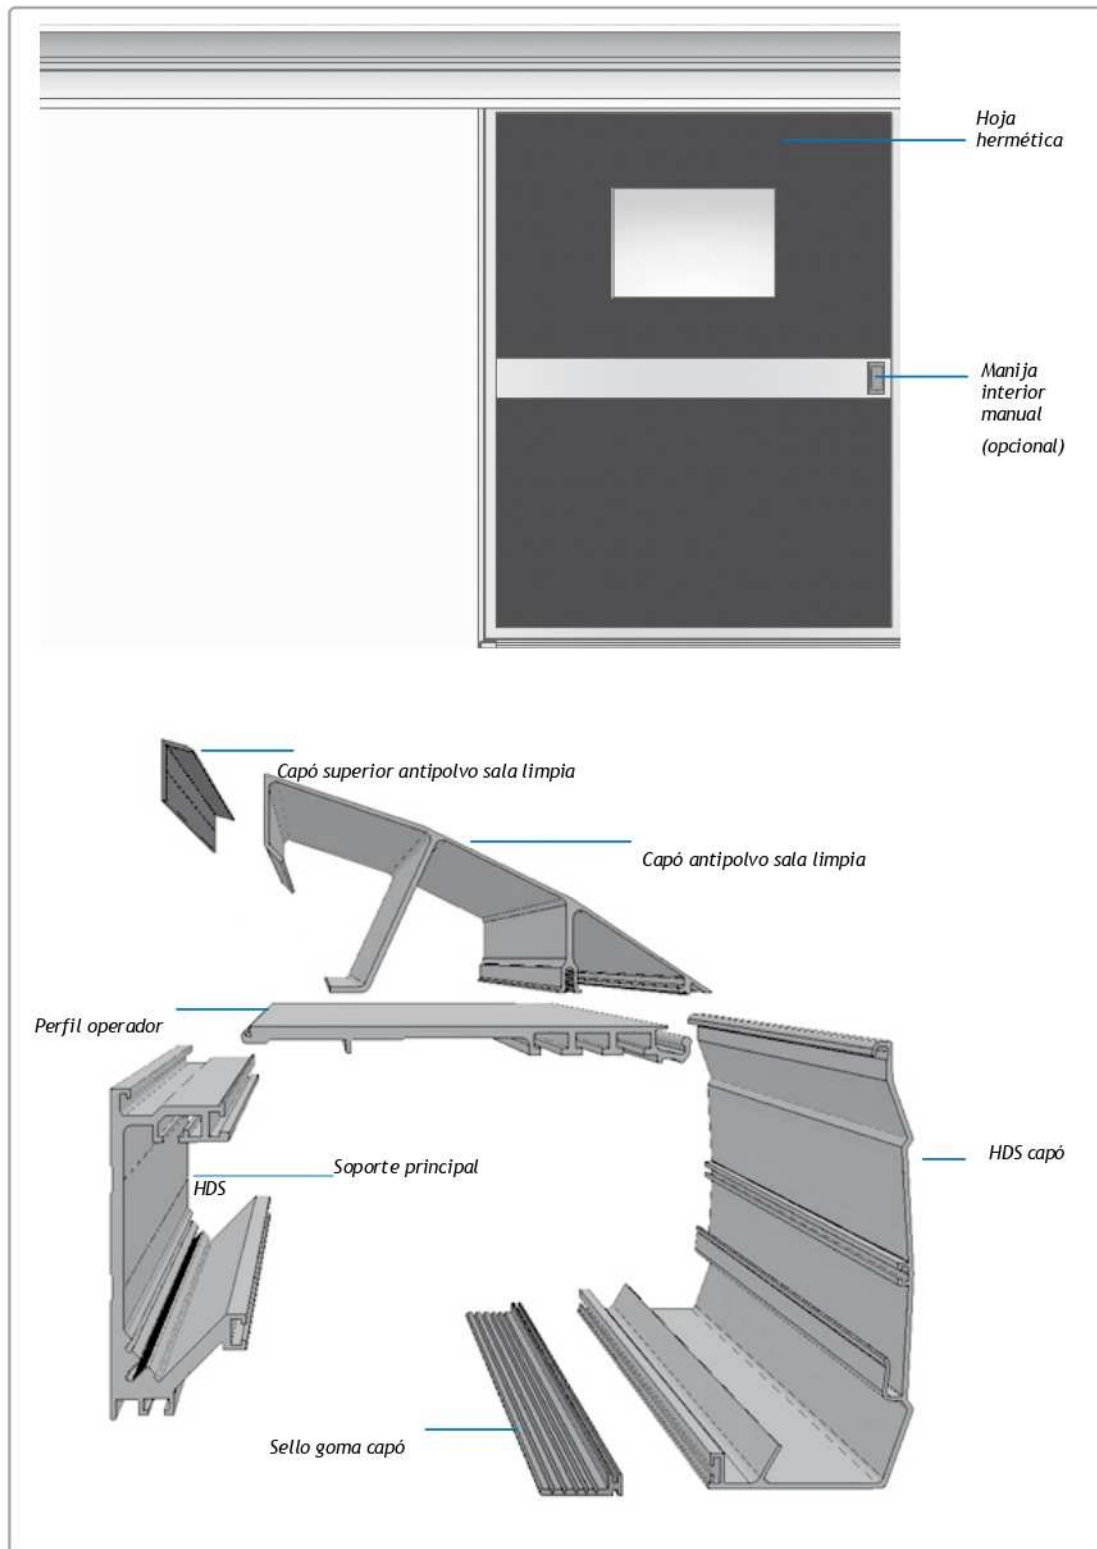 Hoja
hermética
Manija
interior
manual
(opcional)
Capó superior antipolvo sala limpia
Capó antipolvo sala limpia
Perfil operador
HDS capó
Soporte principal
HDS
Sello goma capó